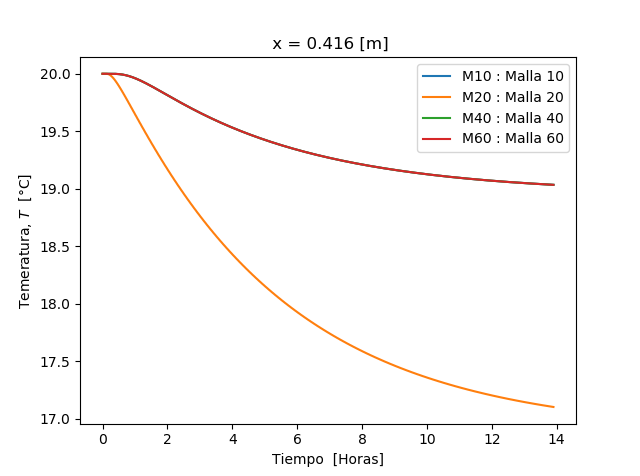 x = 0.416 [m]
M10 : Malla 10
M20 : Malla 20
M40 : Malla 40
M60 : Malla 60
Temeratura, T [°C]
20.0
19.5
19.0
18.5
18.0
17.5
17.0
0 2 4 6 8 10 12 14
Tiempo [Horas]